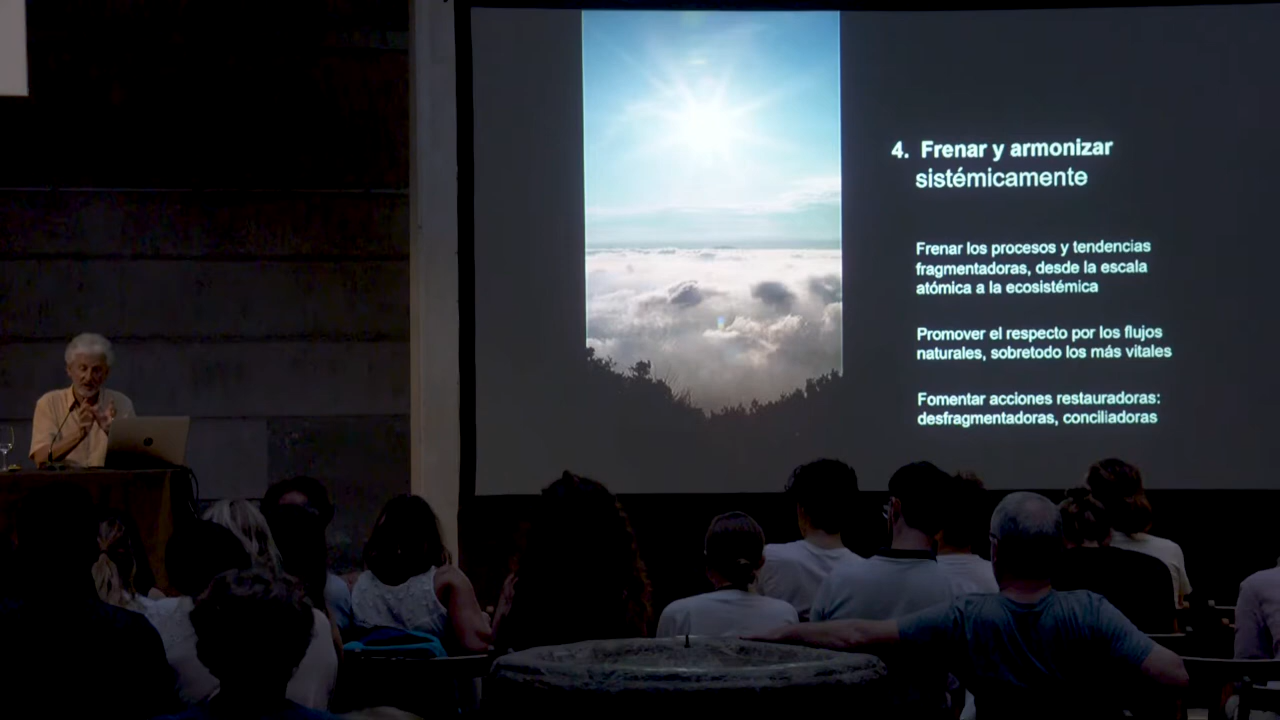 4. Frenar y armonizar
sistémicamente
Frenar los procesos y tendencias
fragmentadoras, desde la escala
atómica a la ecosistémica
Promover el respecto por los flujos
naturales, sobretodo los más vitales
Fomentar acciones restauradoras:
desfragmentadoras, conciliadoras